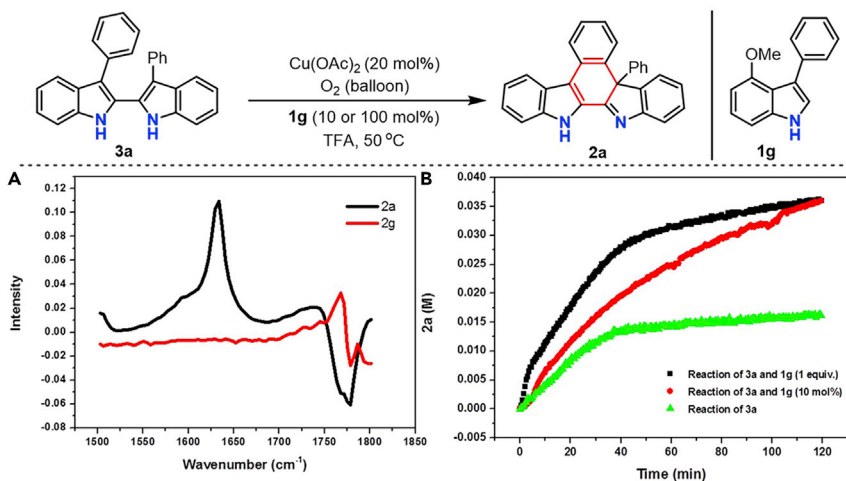 Ph
Ph
OMe
N
H
N
H
N
H
N
N
H
3a
Cu(OAc)2 (20 mol%)
O2 (balloon)
1g (10 or 100 mol%)
TFA, 50 °C
2a
1g
A
0.12
0.10
0.08
0.06
0.04
0.02
0.00
-0.02
-0.04
-0.06
-0.08
Intensity
2a
2g
1500
1550
1600
1650
1700
1750
1800
1850
Wavenumber (cm-1)
B
0.040
0.035
0.030
0.025
0.020
0.015
0.010
0.005
0.000
-0.005
2a (M)
Reaction of 3a and 1g (1 equiv.)
Reaction of 3a and 1g (10 mol%)
Reaction of 3a
0
20
40
60
80
100
120
Time (min)